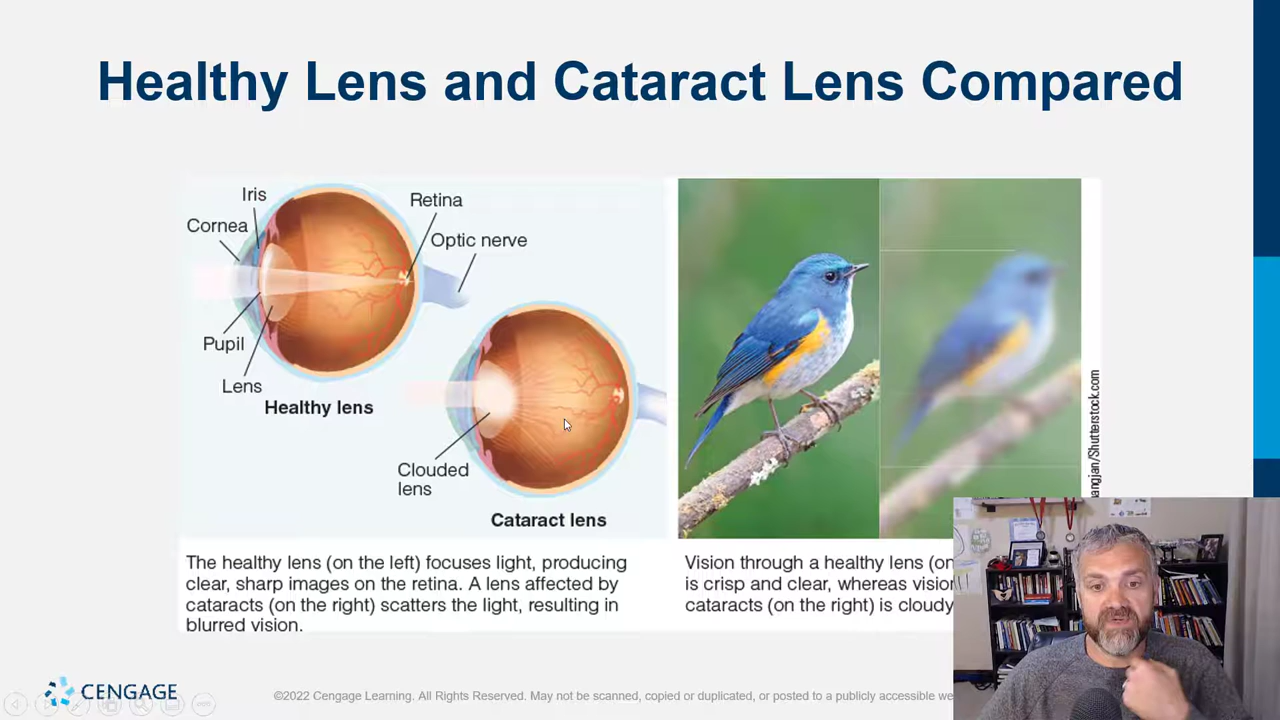 Healthy Lens and Cataract Lens Compared
Iris
Cornea
Retina
Optic nerve
Pupil
Lens
Healthy lens
Clouded
lens
Cataract lens
angjan/Shutterstock.com
The healthy lens (on the left) focuses light, producing
clear, sharp images on the retina. A lens affected by
cataracts (on the right) scatters the light, resulting in
blurred vision.
Vision through a healthy lens (on
is crisp and clear, whereas vision
cataracts (on the right) is cloudy
CENGAGE
©2022 Cengage Learning. All Rights Reserved. May not be scanned, copied or duplicated, or posted to a publicly accessible we